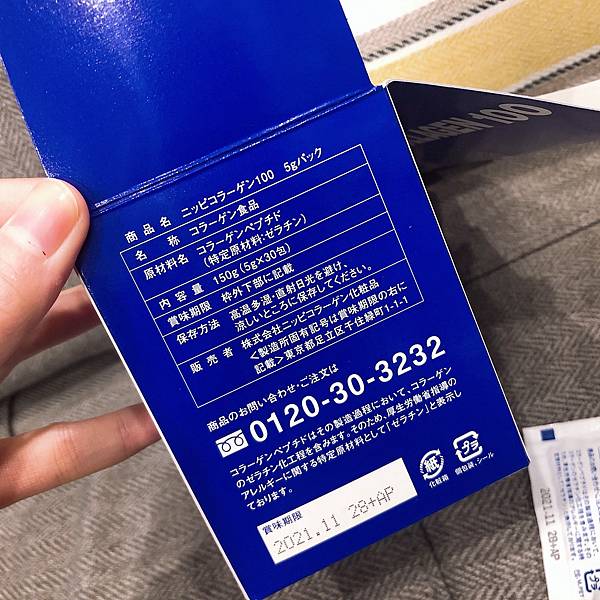 AGEN 100
商品名 ニッピコラーゲン100 5gパック
名称 コラーゲン食品
原材料名 コラーゲンペプチド
(特定原材料:ゼラチン)
内容量 150g(5g×30包)
賞味期限 枠外下部に記載
保存方法 高温多湿・直射日光を避け、
涼しいところに保存してください。
販売者 株式会社ニッピコラーゲン化粧品
<製造所固有記号は賞味期限の右に
記載>東京都足立区千住緑町1-1-1
商品のお問い合わせ・ご注文は
0120-30-3232
コラーゲンペプチドはその製造過程において、コラーゲン
のゼラチン化工程を含みます。そのため、厚生労働省指導の
アレルギーに関する特定原材料として「ゼラチン」と表示し
ております。
紙
化粧箱
プラ
個包装、シール
賞味期限
2021.11 28+AP
2021.11 28+AP